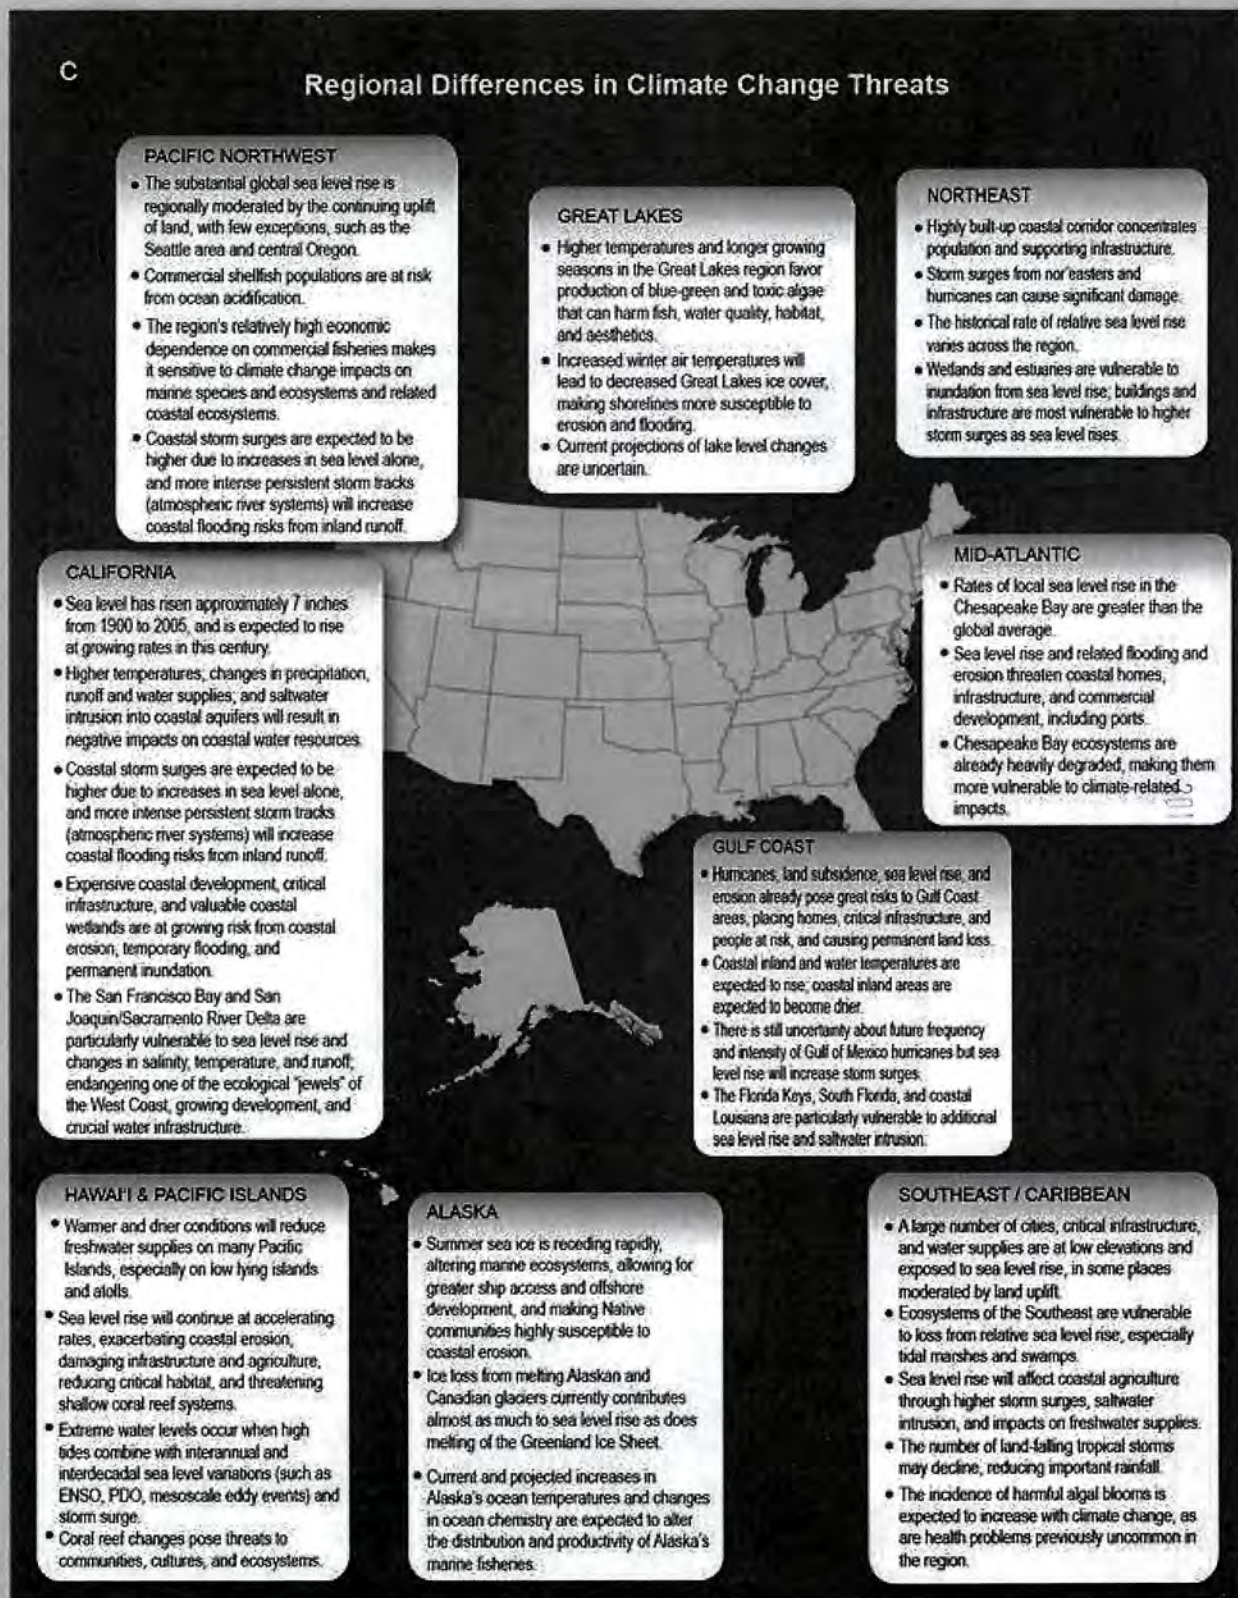 C
Regional Differences in Climate Change Threats
PACIFIC NORTHWEST
• The substantial global sea level rise is
regionally moderated by the continuing uplift
of land, with few exceptions, such as the
Seattle area and central Oregon.
• Commercial shellfish populations are at risk
from ocean acidification.
• The region's relatively high economic
dependence on commercial fisheries makes
it sensitive to climate change impacts on
marine species and ecosystems and related
coastal ecosystems.
• Coastal storm surges are expected to be
higher due to increases in sea level alone,
and more intense persistent storm tracks
(atmospheric river systems) will increase
coastal flooding risks from inland runoff.
GREAT LAKES
• Higher temperatures and longer growing
seasons in the Great Lakes region favor
production of blue-green and toxic algae
that can harm fish, water quality, habitat,
and aesthetics.
• Increased winter air temperatures will
lead to decreased Great Lakes ice cover,
making shorelines more susceptible to
erosion and flooding.
• Current projections of lake level changes
are uncertain.
NORTHEAST
• Highly built-up coastal corridor concentrates
population and supporting infrastructure.
• Storm surges from nor'easters and
hurricanes can cause significant damage.
• The historical rate of relative sea level rise
varies across the region.
• Wetlands and estuaries are vulnerable to
inundation from sea level rise; buildings and
infrastructure are most vulnerable to higher
storm surges as sea level rises.
CALIFORNIA
• Sea level has risen approximately 7 inches
from 1900 to 2005, and is expected to rise
at growing rates in this century.
• Higher temperatures; changes in precipitation,
runoff and water supplies; and saltwater
intrusion into coastal aquifers will result in
negative impacts on coastal water resources.
• Coastal storm surges are expected to be
higher due to increases in sea level alone,
and more intense persistent storm tracks
(atmospheric river systems) will increase
coastal flooding risks from inland runoff.
• Expensive coastal development, critical
infrastructure, and valuable coastal
wetlands are at growing risk from coastal
erosion, temporary flooding, and
permanent inundation.
• The San Francisco Bay and San
Joaquin/Sacramento River Delta are
particularly vulnerable to sea level rise and
changes in salinity, temperature, and runoff;
endangering one of the ecological "jewels" of
the West Coast, growing development, and
crucial water infrastructure.
MID-ATLANTIC
• Rates of local sea level rise in the
Chesapeake Bay are greater than the
global average.
• Sea level rise and related flooding and
erosion threaten coastal homes,
infrastructure, and commercial
development, including ports.
• Chesapeake Bay ecosystems are
already heavily degraded, making them
more vulnerable to climate-related
impacts.
GULF COAST
• Hurricanes, land subsidence, sea level rise, and
erosion already pose great risks to Gulf Coast
areas, placing homes, critical infrastructure, and
people at risk, and causing permanent land loss.
• Coastal inland and water temperatures are
expected to rise; coastal inland areas are
expected to become drier.
• There is still uncertainty about future frequency
and intensity of Gulf of Mexico hurricanes but sea
level rise will increase storm surges.
• The Florida Keys, South Florida, and coastal
Louisiana are particularly vulnerable to additional
sea level rise and saltwater intrusion.
HAWAI'I & PACIFIC ISLANDS
• Warmer and drier conditions will reduce
freshwater supplies on many Pacific
Islands, especially on low lying islands
and atolls.
• Sea level rise will continue at accelerating
rates, exacerbating coastal erosion,
damaging infrastructure and agriculture,
reducing critical habitat, and threatening
shallow coral reef systems.
• Extreme water levels occur when high
tides combine with interannual and
interdecadal sea level variations (such as
ENSO, PDO, mesoscale eddy events) and
storm surge.
• Coral reef changes pose threats to
communities, cultures, and ecosystems.
ALASKA
• Summer sea ice is receding rapidly,
altering marine ecosystems, allowing for
greater ship access and offshore
development, and making Native
communities highly susceptible to
coastal erosion.
• Ice loss from melting Alaskan and
Canadian glaciers currently contributes
almost as much to sea level rise as does
melting of the Greenland Ice Sheet.
• Current and projected increases in
Alaska's ocean temperatures and changes
in ocean chemistry are expected to alter
the distribution and productivity of Alaska's
marine fisheries.
SOUTHEAST / CARIBBEAN
• A large number of cities, critical infrastructure,
and water supplies are at low elevations and
exposed to sea level rise, in some places
moderated by land uplift.
• Ecosystems of the Southeast are vulnerable
to loss from relative sea level rise, especially
tidal marshes and swamps.
• Sea level rise will affect coastal agriculture
through higher storm surges, saltwater
intrusion, and impacts on freshwater supplies.
• The number of land-falling tropical storms
may decline, reducing important rainfall.
• The incidence of harmful algal blooms is
expected to increase with climate change, as
are health problems previously uncommon in
the region.